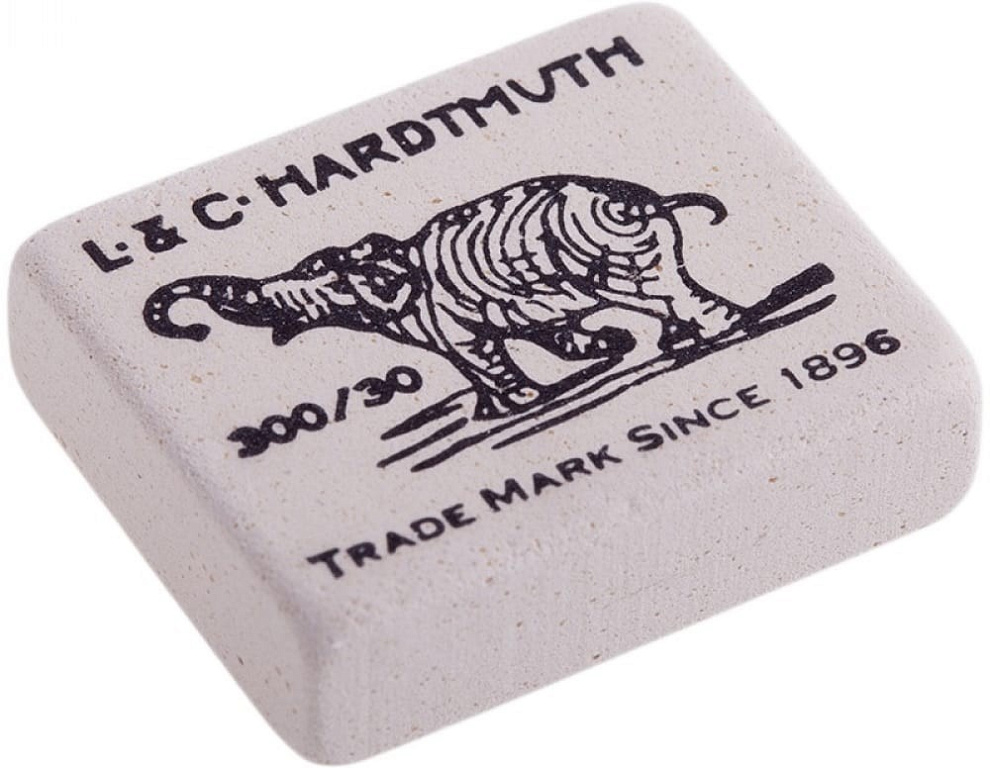 L·&C·HARDTMUTH
300/30
TRADE MARK SINCE 1896